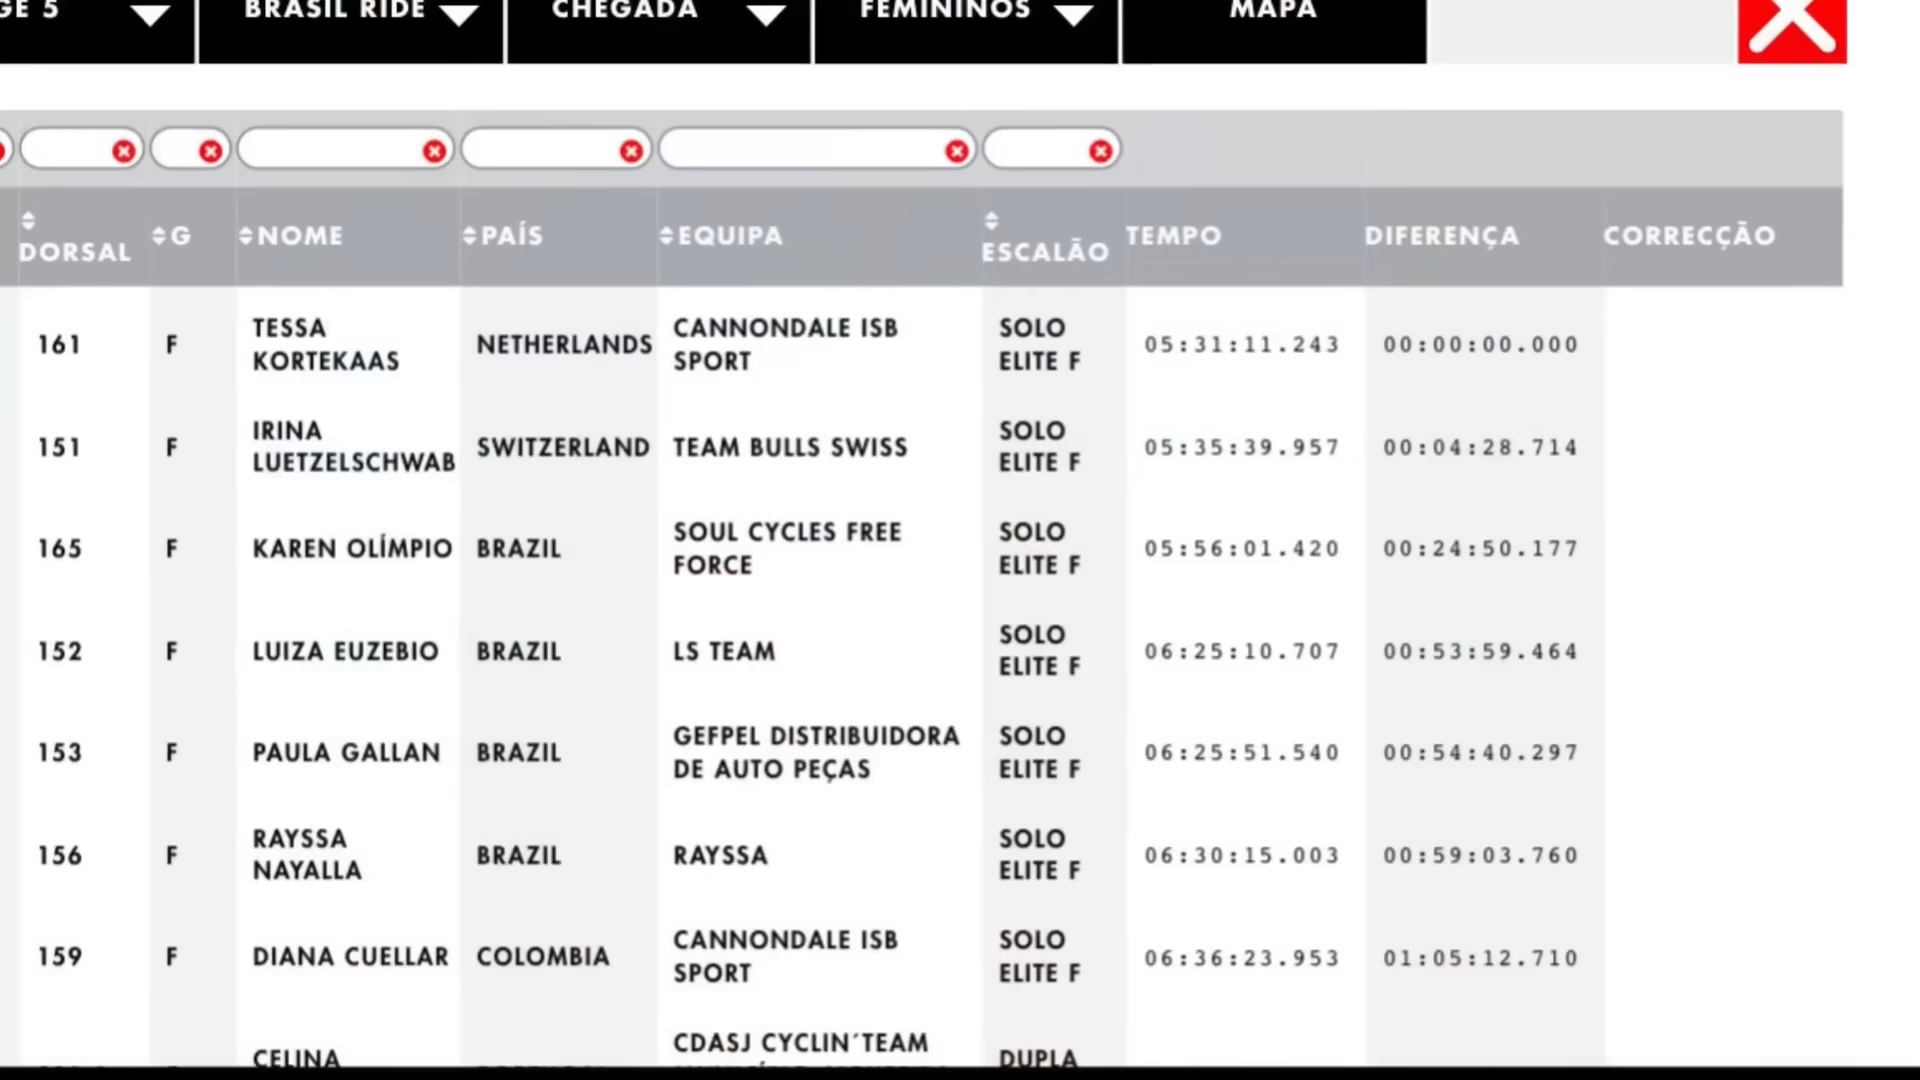 GE 5
BRASIL RIDE
CHEGADA
FEMININOS
MAPA
DORSAL
G
NOME
PAÍS
EQUIPA
ESCALÃO
TEMPO
DIFERENÇA
CORRECÇÃO
161
F
TESSA
KORTEKAAS
NETHERLANDS
CANNONDALE ISB
SPORT
SOLO
ELITE F
05:31:11.243
00:00:00.000
151
F
IRINA
LUETZELSCHWAB
SWITZERLAND
TEAM BULLS SWISS
SOLO
ELITE F
05:35:39.957
00:04:28.714
165
F
KAREN OLÍMPIO
BRAZIL
SOUL CYCLES FREE
FORCE
SOLO
ELITE F
05:56:01.420
00:24:50.177
152
F
LUIZA EUZEBIO
BRAZIL
LS TEAM
SOLO
ELITE F
06:25:10.707
00:53:59.464
153
F
PAULA GALLAN
BRAZIL
GEFPEL DISTRIBUIDORA
DE AUTO PEÇAS
SOLO
ELITE F
06:25:51.540
00:54:40.297
156
F
RAYSSA
NAYALLA
BRAZIL
RAYSSA
SOLO
ELITE F
06:30:15.003
00:59:03.760
159
F
DIANA CUELLAR
COLOMBIA
CANNONDALE ISB
SPORT
SOLO
ELITE F
06:36:23.953
01:05:12.710
CELINA
CDASJ CYCLIN´TEAM
DUPLA